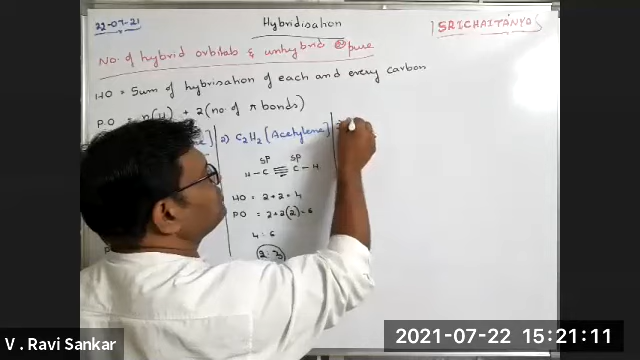 22-07-21
Hybridisation
SRICHAITANYA
No. of hybrid orbitals & unhybrid @ pure
HO = Sum of hybrisation of each and every carbon
PO = n(H) + 2(no. of π bonds)
2) C₂H₂ [Acetylene]
SP SP
H - C ≡ C - H
HO = 2 + 2 = 4
PO = 2 + 2(2) = 6
4 : 6
2 : 3
V . Ravi Sankar
2021-07-22 15:21:11